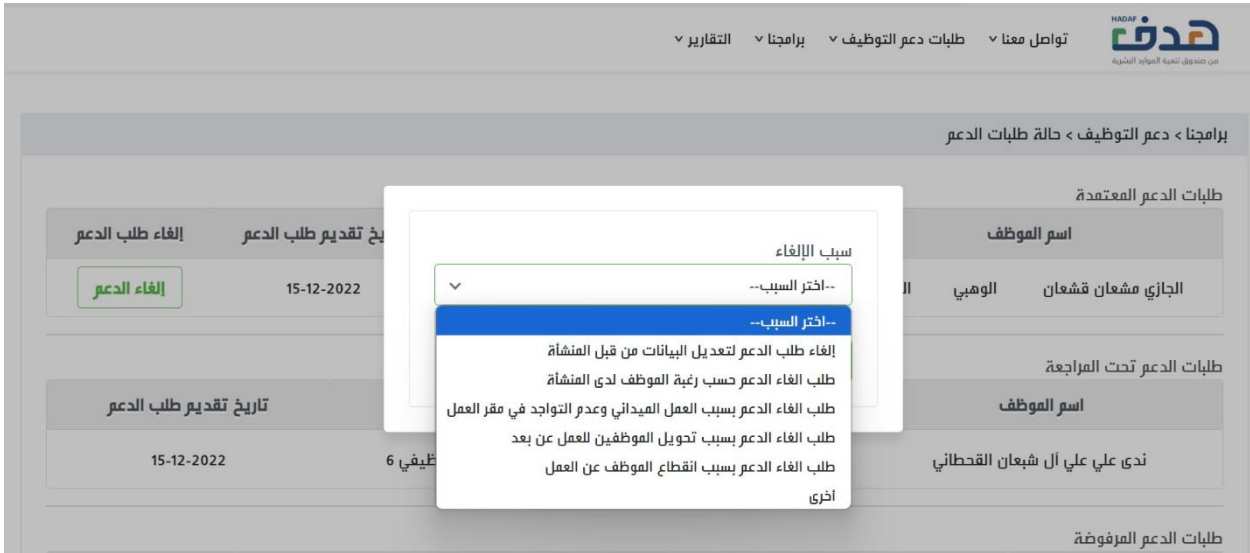 HADAF
هدف
من صندوق تنمية الموارد البشرية
تواصل معنا
طلبات دعم التوظيف
برامجنا
التقارير
برامجنا > دعم التوظيف > حالة طلبات الدعم
طلبات الدعم المعتمدة
اسم الموظف
يخ تقديم طلب الدعم
إلغاء طلب الدعم
الجازي مشعان قشعان الوهبي
15-12-2022
إلغاء الدعم
سبب الإلغاء
--اختر السبب--
--اختر السبب--
إلغاء طلب الدعم لتعديل البيانات من قبل المنشأة
طلب الغاء الدعم حسب رغبة الموظف لدى المنشأة
طلب الغاء الدعم بسبب العمل الميداني وعدم التواجد في مقر العمل
طلب الغاء الدعم بسبب تحويل الموظفين للعمل عن بعد
طلب الغاء الدعم بسبب انقطاع الموظف عن العمل
أخرى
طلبات الدعم تحت المراجعة
اسم الموظف
تاريخ تقديم طلب الدعم
ندى علي علي آل شبعان القحطاني
ظيفي 6
15-12-2022
طلبات الدعم المرفوضة